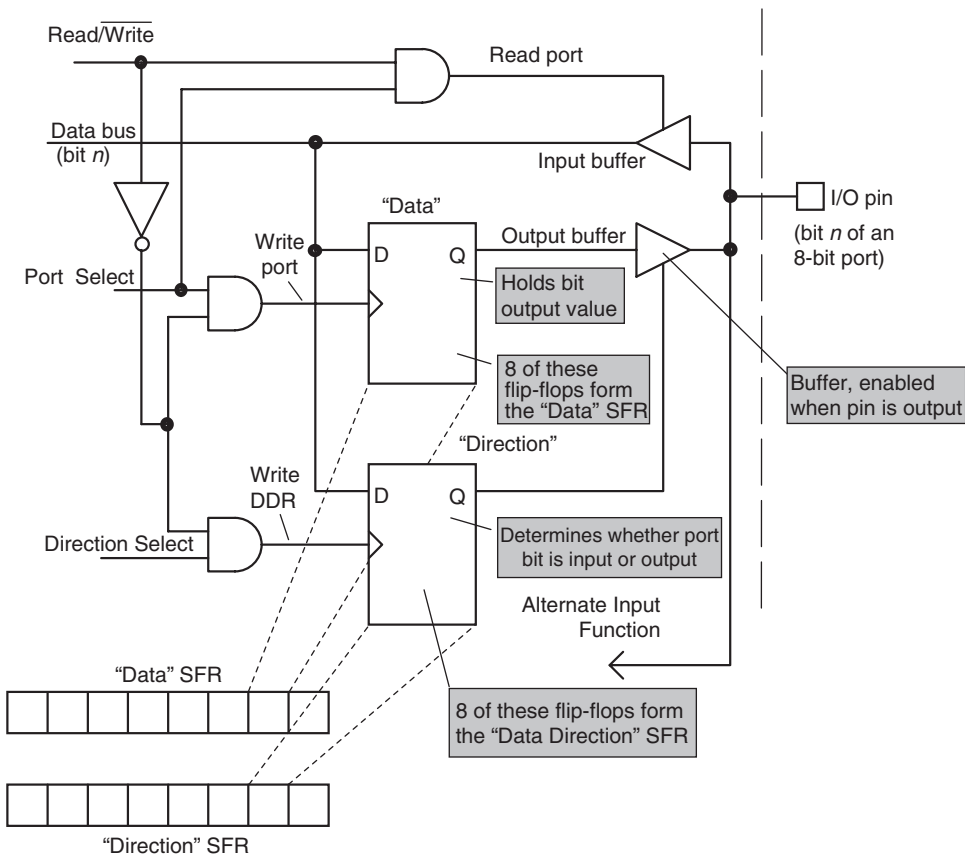 Read/Write
Read port
Data bus
(bit n)
Input buffer
I/O pin
(bit n of an
8-bit port)
“Data”
Write
port
D
Q
Output buffer
Port Select
Holds bit
output value
8 of these
flip-flops form
the “Data” SFR
Buffer, enabled
when pin is output
“Direction”
Write
DDR
D
Q
Direction Select
Determines whether port
bit is input or output
Alternate Input
Function
“Data” SFR
8 of these flip-flops form
the “Data Direction” SFR
“Direction” SFR